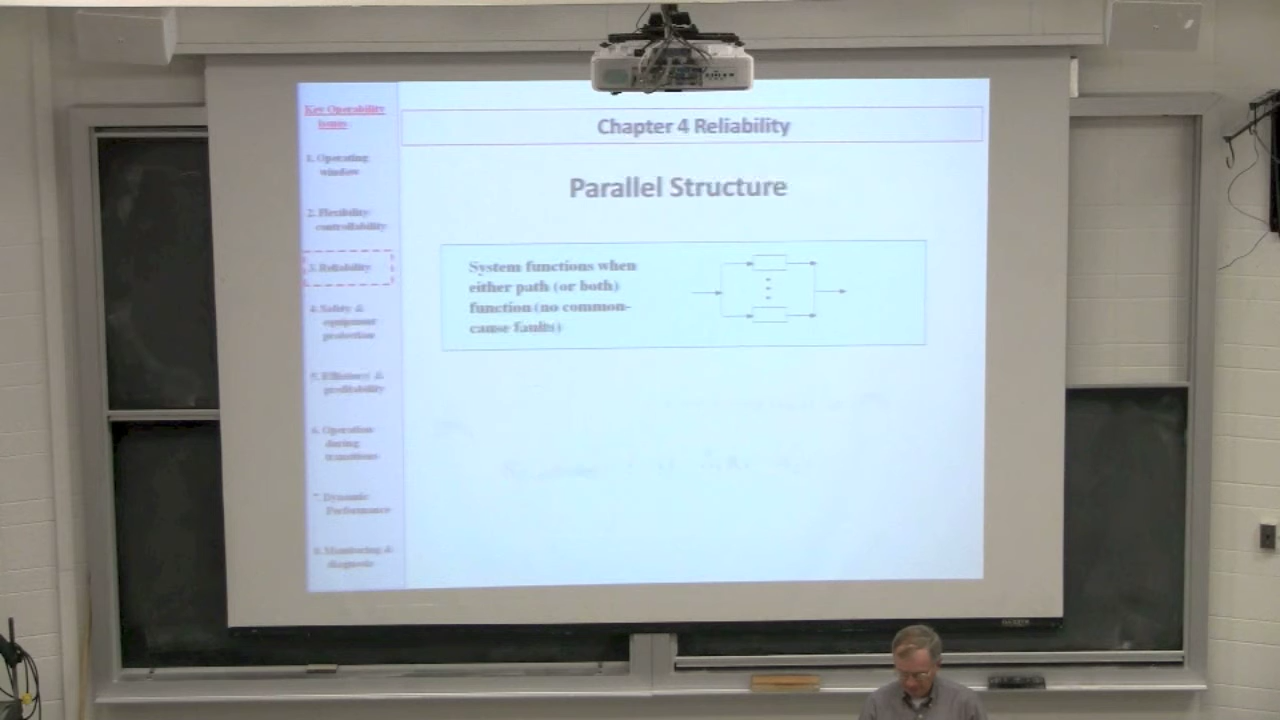 Key Operability
issues
1. Operating
window
2. Flexibility/
controllability
3. Reliability
4. Safety &
equipment
protection
5. Efficiency &
profitability
6. Operation
during
transitions
7. Dynamic
Performance
8. Monitoring &
diagnosis
Chapter 4 Reliability
Parallel Structure
System functions when
either path (or both)
function (no common-
cause faults)